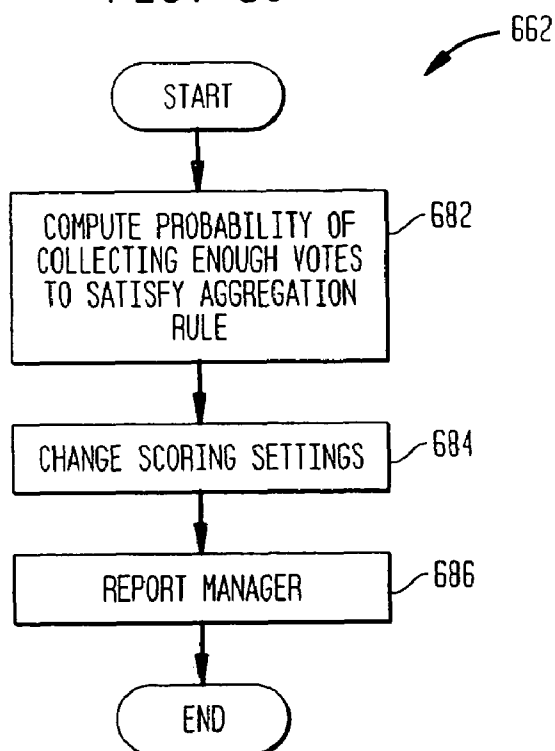 662
START
COMPUTE PROBABILITY OF
COLLECTING ENOUGH VOTES
TO SATISFY AGGREGATION
RULE
682
CHANGE SCORING SETTINGS
684
REPORT MANAGER
686
END